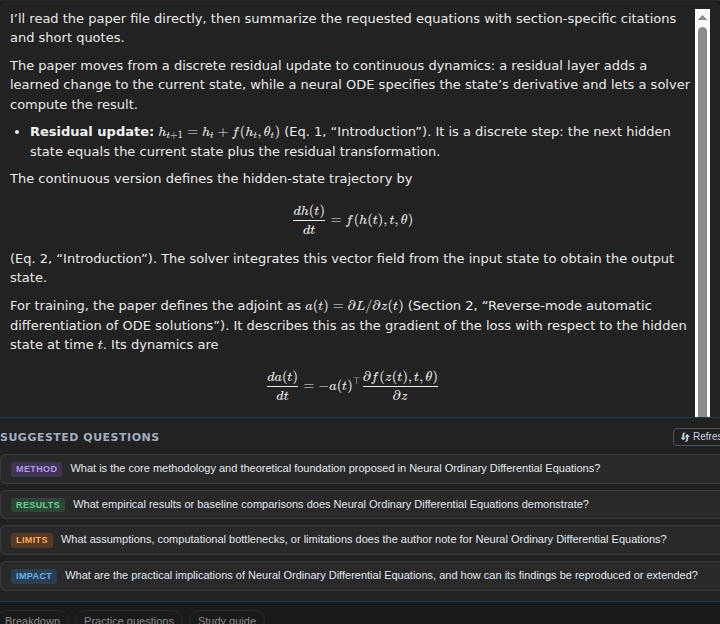 I'll read the paper file directly, then summarize the requested equations with section-specific citations
and short quotes.
The paper moves from a discrete residual update to continuous dynamics: a residual layer adds a
learned change to the current state, while a neural ODE specifies the state's derivative and lets a solver
compute the result.
• Residual update: h_{t+1} = h_t + f(h_t, θ_t) (Eq. 1, “Introduction”). It is a discrete step: the next hidden
state equals the current state plus the residual transformation.
The continuous version defines the hidden-state trajectory by
dh(t)/dt = f(h(t), t, θ)
(Eq. 2, “Introduction”). The solver integrates this vector field from the input state to obtain the output
state.
For training, the paper defines the adjoint as a(t) = ∂L/∂z(t) (Section 2, “Reverse-mode automatic
differentiation of ODE solutions”). It describes this as the gradient of the loss with respect to the hidden
state at time t. Its dynamics are
da(t)/dt = −a(t)^⊤ ∂f(z(t), t, θ)/∂z
SUGGESTED QUESTIONS
Refres
METHOD What is the core methodology and theoretical foundation proposed in Neural Ordinary Differential Equations?
RESULTS What empirical results or baseline comparisons does Neural Ordinary Differential Equations demonstrate?
LIMITS What assumptions, computational bottlenecks, or limitations does the author note for Neural Ordinary Differential Equations?
IMPACT What are the practical implications of Neural Ordinary Differential Equations, and how can its findings be reproduced or extended?
Breakdown Practice questions Study guide